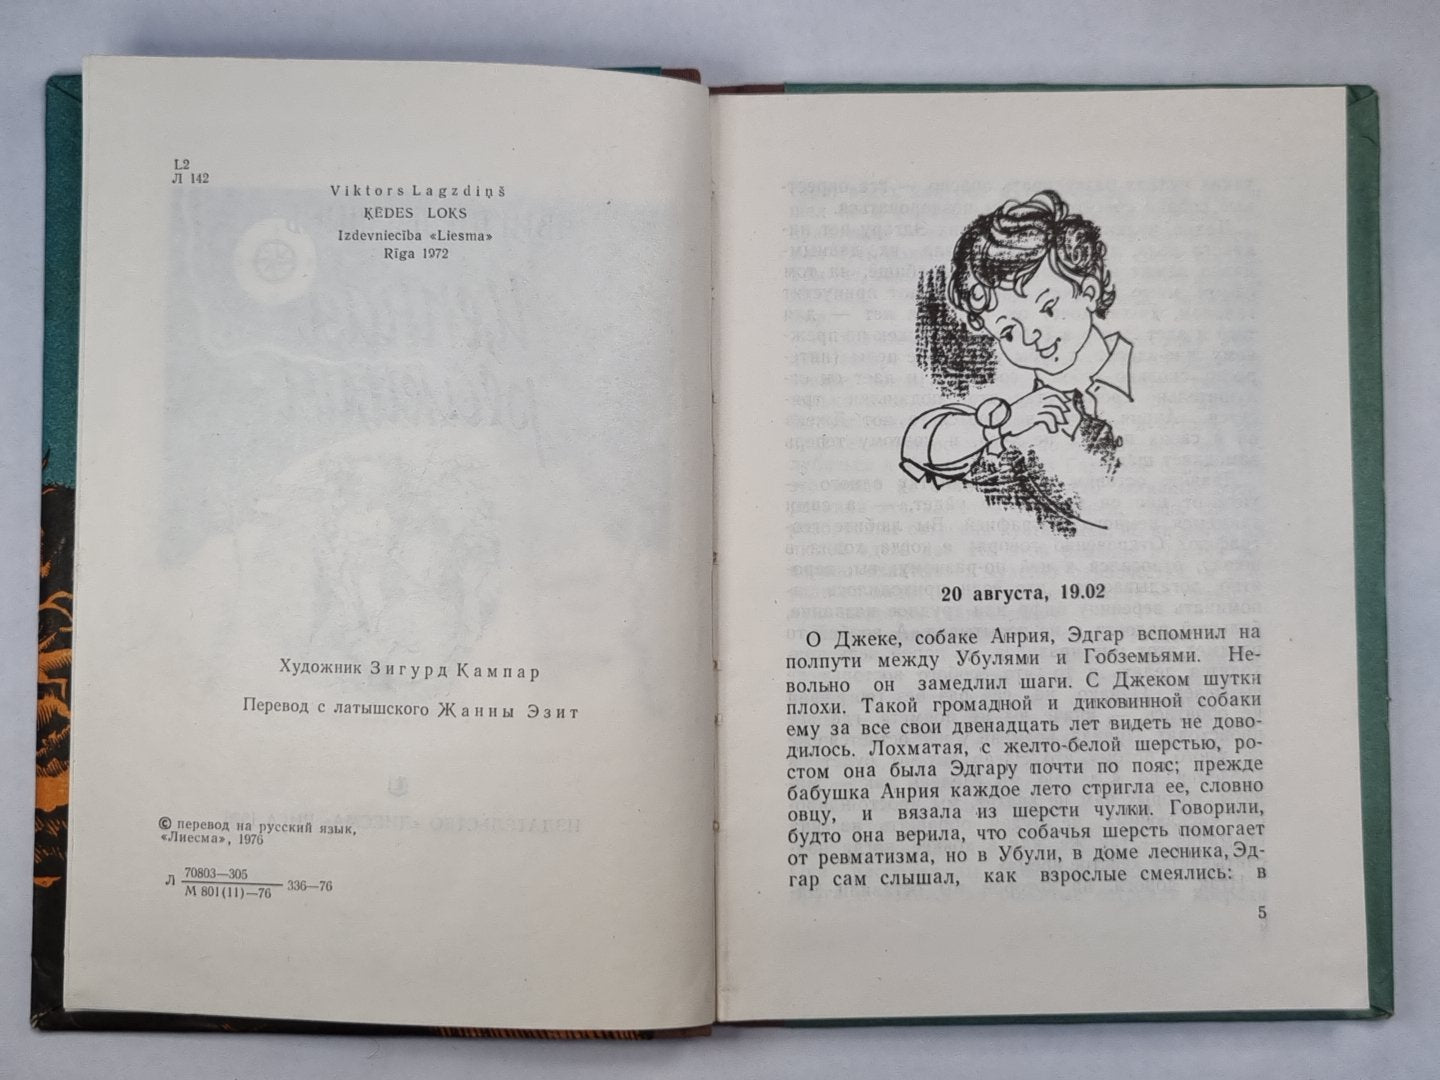 L2
Л 142
Viktors Lagzdiņš
ĶĒDES LOKS
Izdevniecība «Liesma»
Rīga 1972
Художник Зигурд Кампар
Перевод с латышского Жанны Эзит
© перевод на русский язык,
«Лиесма», 1976
Л 70803—305
М 801(11)—76 336—76
20 августа, 19.02
О Джеке, собаке Анрия, Эдгар вспомнил на
полпути между Убулями и Гобземьями. Не-
вольно он замедлил шаги. С Джеком шутки
плохи. Такой громадной и диковинной собаки
ему за все свои двенадцать лет видеть не дово-
дилось. Лохматая, с желто-белой шерстью, ро-
стом она была Эдгару почти по пояс; прежде
бабушка Анрия каждое лето стригла ее, словно
овцу, и вязала из шерсти чулки. Говорили,
будто она верила, что собачья шерсть помогает
от ревматизма, но в Убули, в доме лесника, Эд-
гар сам слышал, как взрослые смеялись: в
5